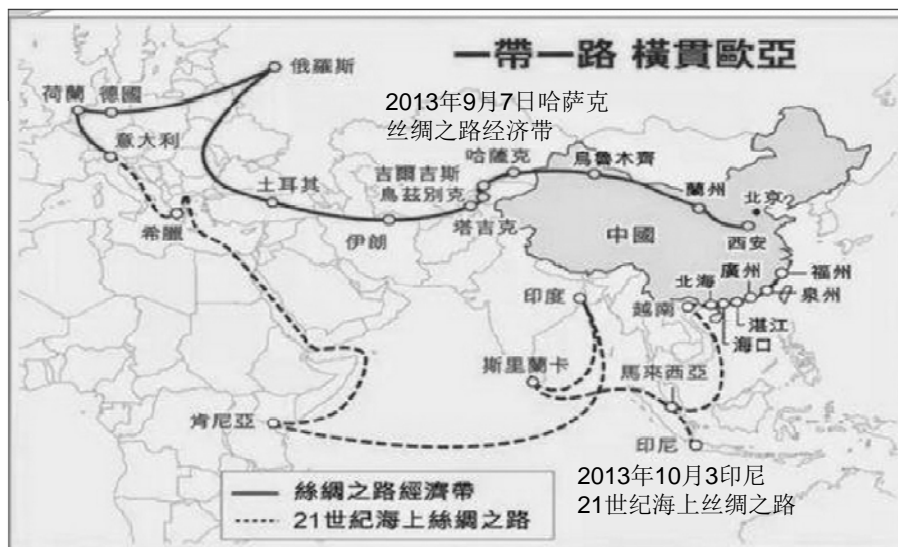 一帶一路 橫貫歐亞
俄羅斯
荷蘭 德國
2013年9月7日哈萨克
丝绸之路经济带
意大利
哈薩克
烏魯木齊
吉爾吉斯
土耳其
烏茲別克
蘭州
北京
希臘
伊朗
塔吉克
中國
西安
廣州
福州
北海
印度
越南
泉州
湛江
海口
斯里蘭卡
馬來西亞
肯尼亞
印尼
2013年10月3印尼
21世纪海上丝绸之路
絲綢之路經濟帶
21世紀海上絲綢之路